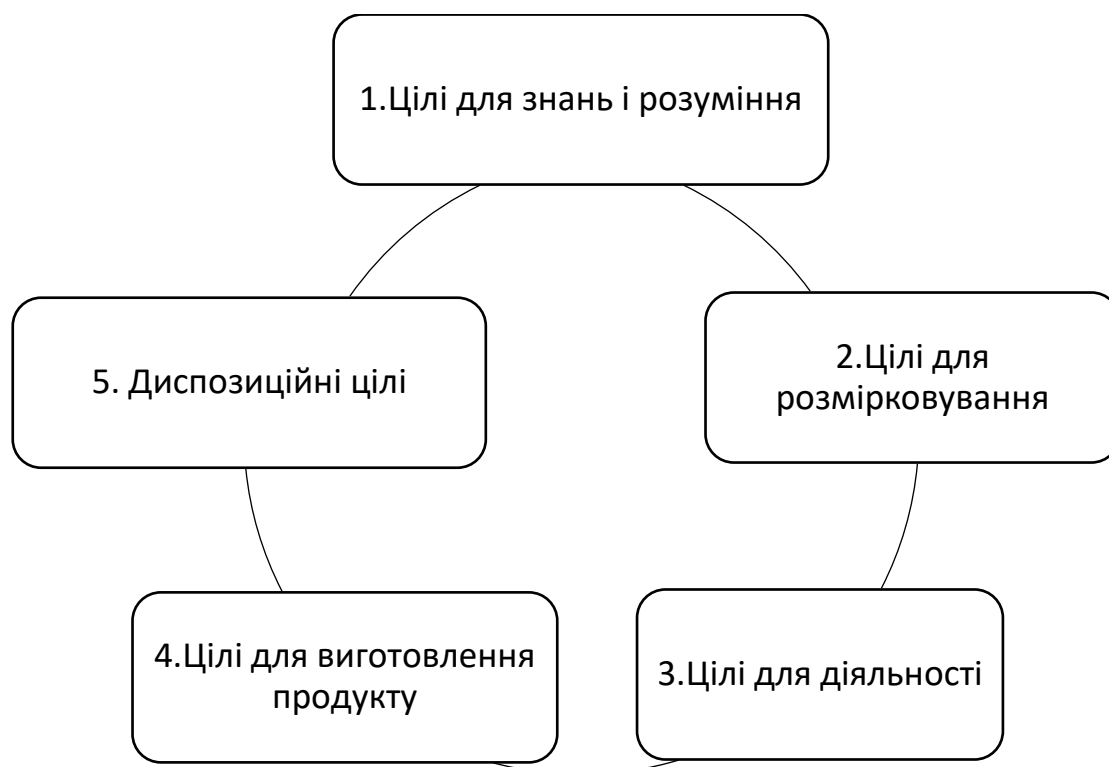 1.Цілі для знань і розуміння
2.Цілі для
розмірковування
3.Цілі для діяльності
4.Цілі для виготовлення
продукту
5. Диспозиційні цілі